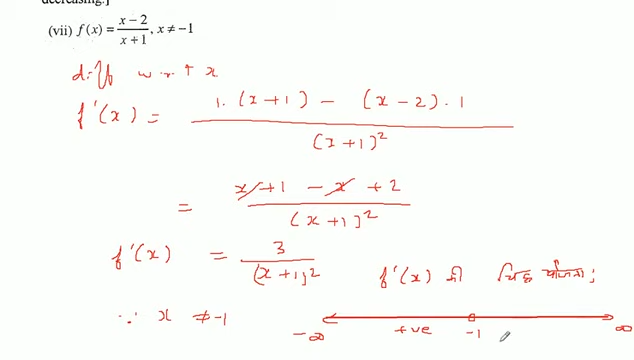 decreasing.]
(vii) f(x) = (x−2)/(x+1), x ≠ −1
diff w.r.t x
f'(x) = (1·(x+1) − (x−2)·1)/(x+1)²
= (x+1 − x + 2)/(x+1)²
f'(x) = 3/(x+1)²
f'(x) की चिन्ह योजना;
∵ x ≠ −1
−∞ +ve −1 ∞